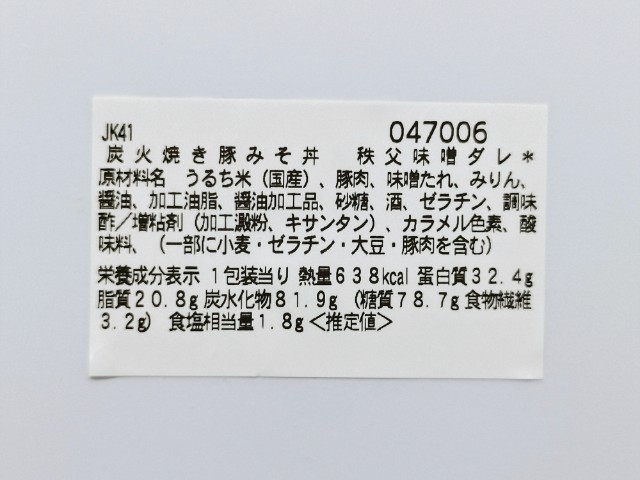 JK41 047006
炭火焼き豚みそ丼 秩父味噌ダレ*
原材料名 うるち米(国産)、豚肉、味噌たれ、みりん、
醤油、加工油脂、醤油加工品、砂糖、酒、ゼラチン、調味
酢/増粘剤(加工澱粉、キサンタン)、カラメル色素、酸
味料、(一部に小麦・ゼラチン・大豆・豚肉を含む)
栄養成分表示 1包装当り 熱量638kcal 蛋白質32.4g
脂質20.8g 炭水化物81.9g (糖質78.7g 食物繊維
3.2g) 食塩相当量1.8g<推定値>